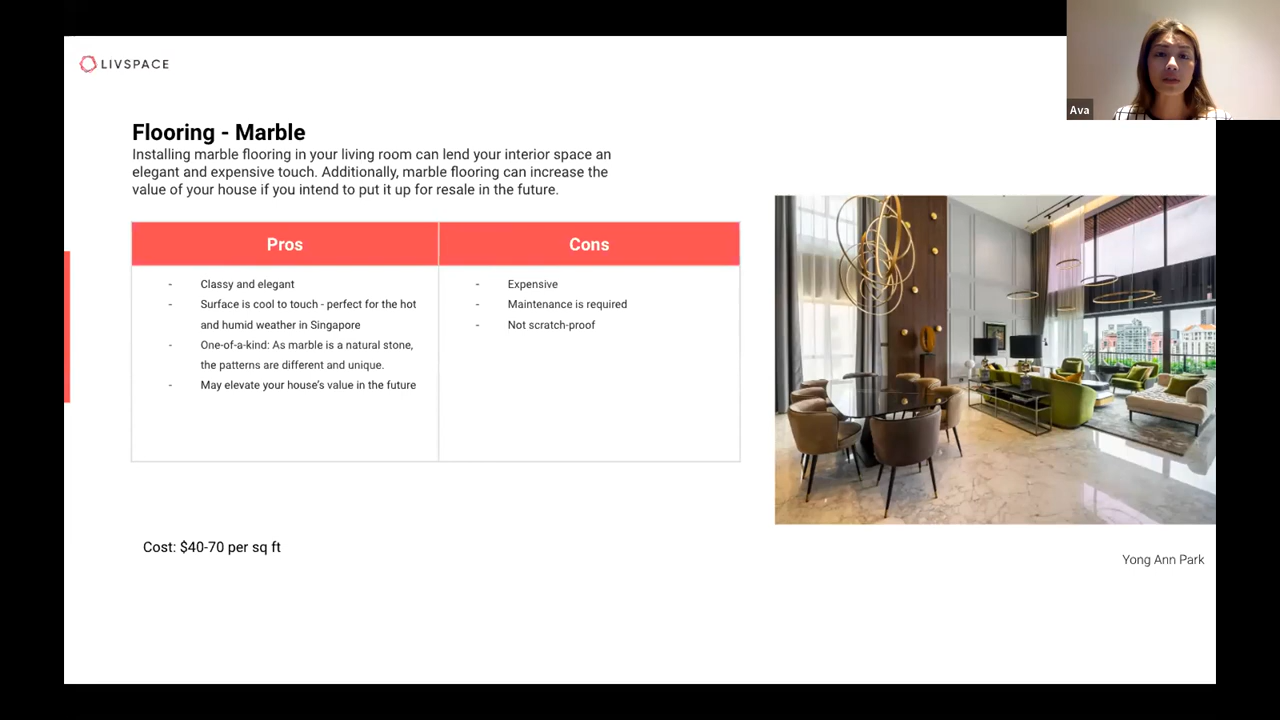 LIVSPACE
Ava
Flooring - Marble
Installing marble flooring in your living room can lend your interior space an
elegant and expensive touch. Additionally, marble flooring can increase the
value of your house if you intend to put it up for resale in the future.
Pros
- Classy and elegant
- Surface is cool to touch - perfect for the hot
and humid weather in Singapore
- One-of-a-kind: As marble is a natural stone,
the patterns are different and unique.
- May elevate your house’s value in the future
Cons
- Expensive
- Maintenance is required
- Not scratch-proof
Cost: $40-70 per sq ft
Yong Ann Park